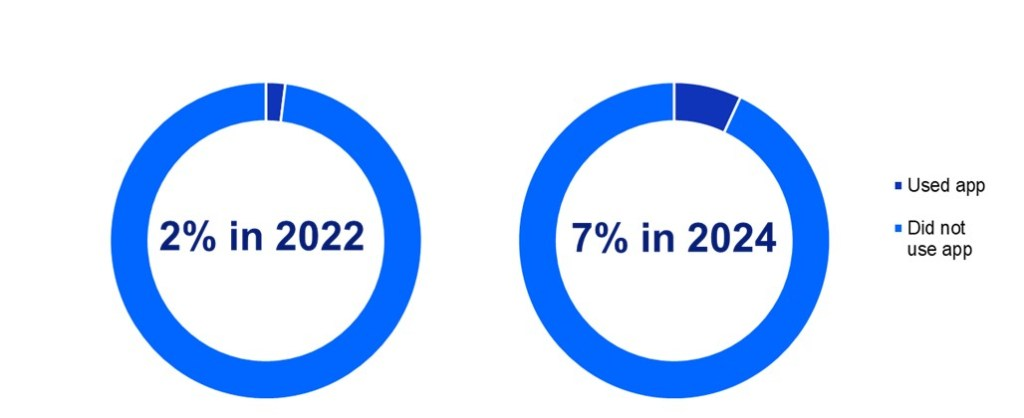 2% in 2022
7% in 2024
Used app
Did not
use app